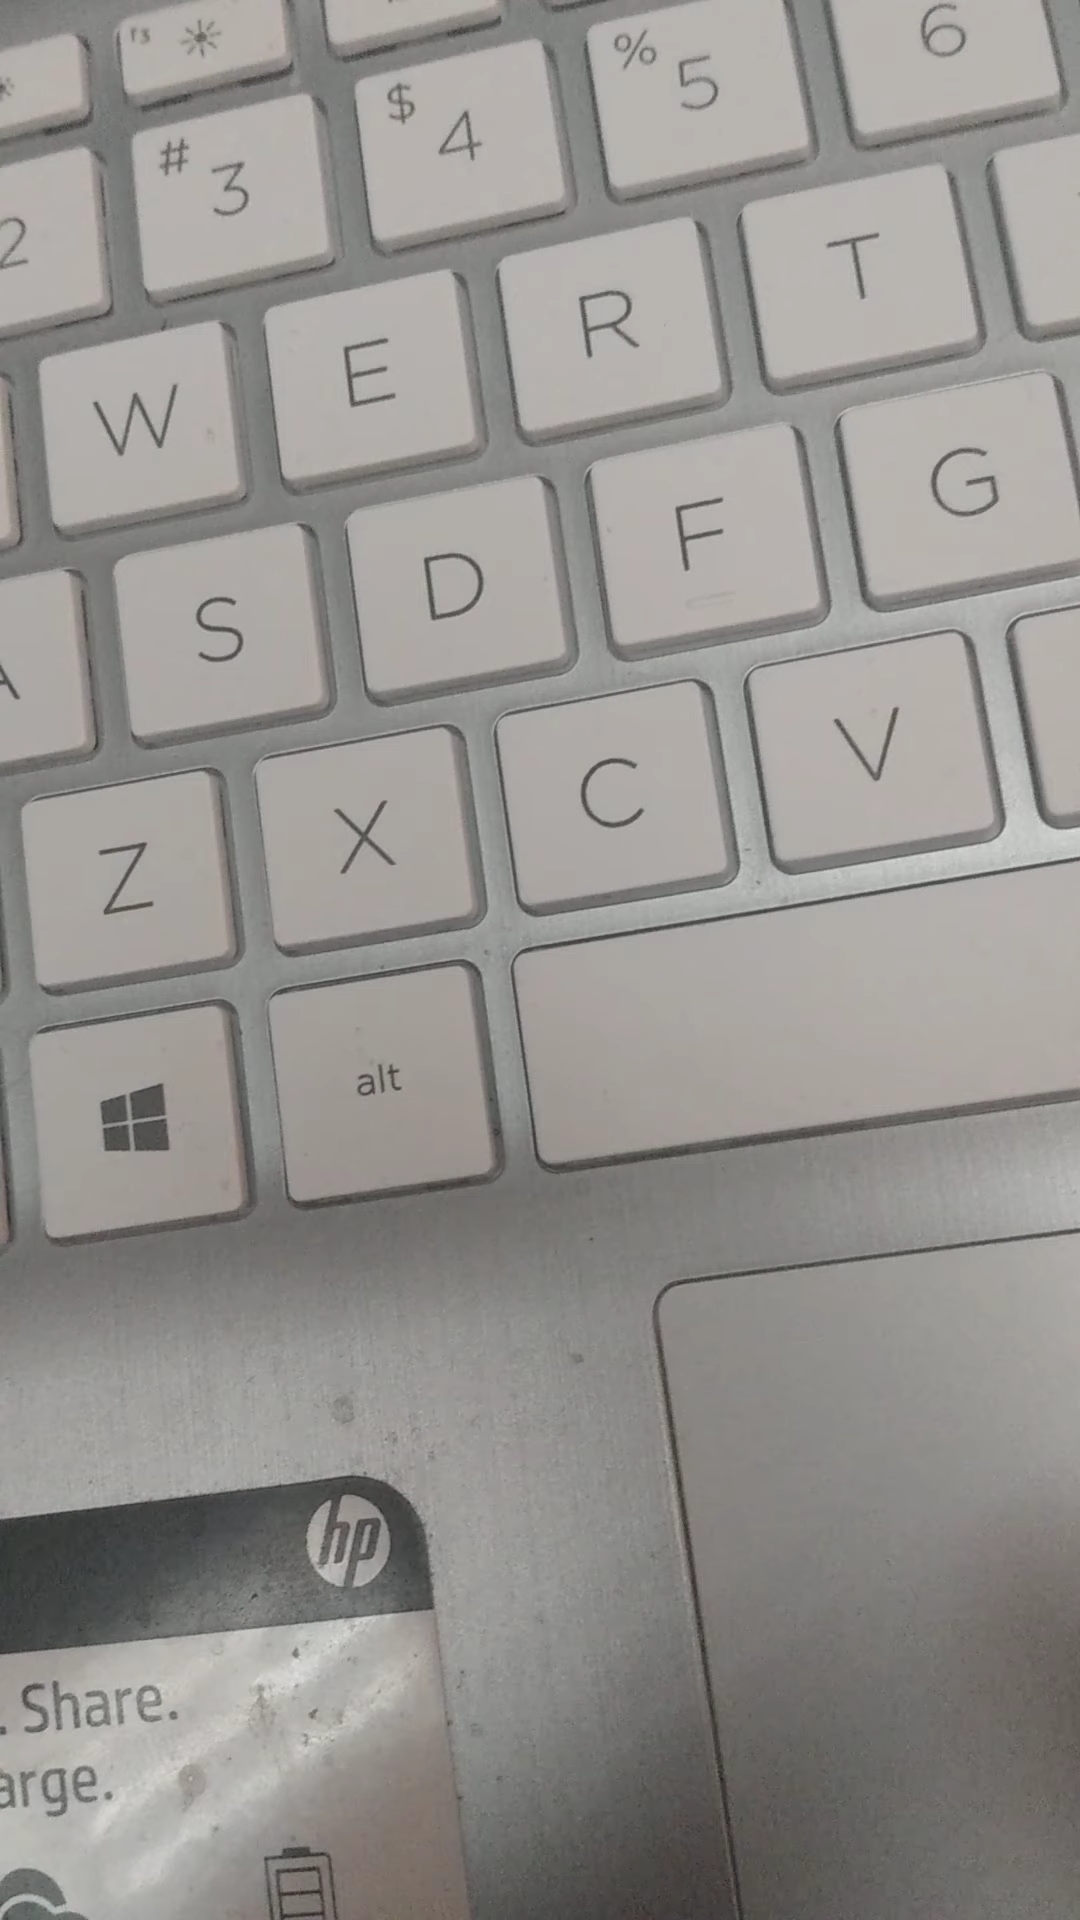 f3
# 3 $ 4 % 5 6
2
W E R T
S D F G
Z X C V
alt
hp
. Share.
arge.